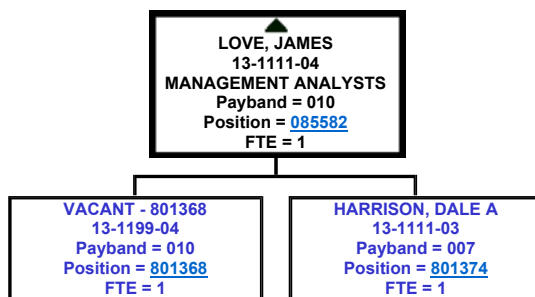 LOVE, JAMES
13-1111-04
MANAGEMENT ANALYSTS
Payband = 010
Position = 085582
FTE = 1
VACANT - 801368
13-1199-04
Payband = 010
Position = 801368
FTE = 1
HARRISON, DALE A
13-1111-03
Payband = 007
Position = 801374
FTE = 1